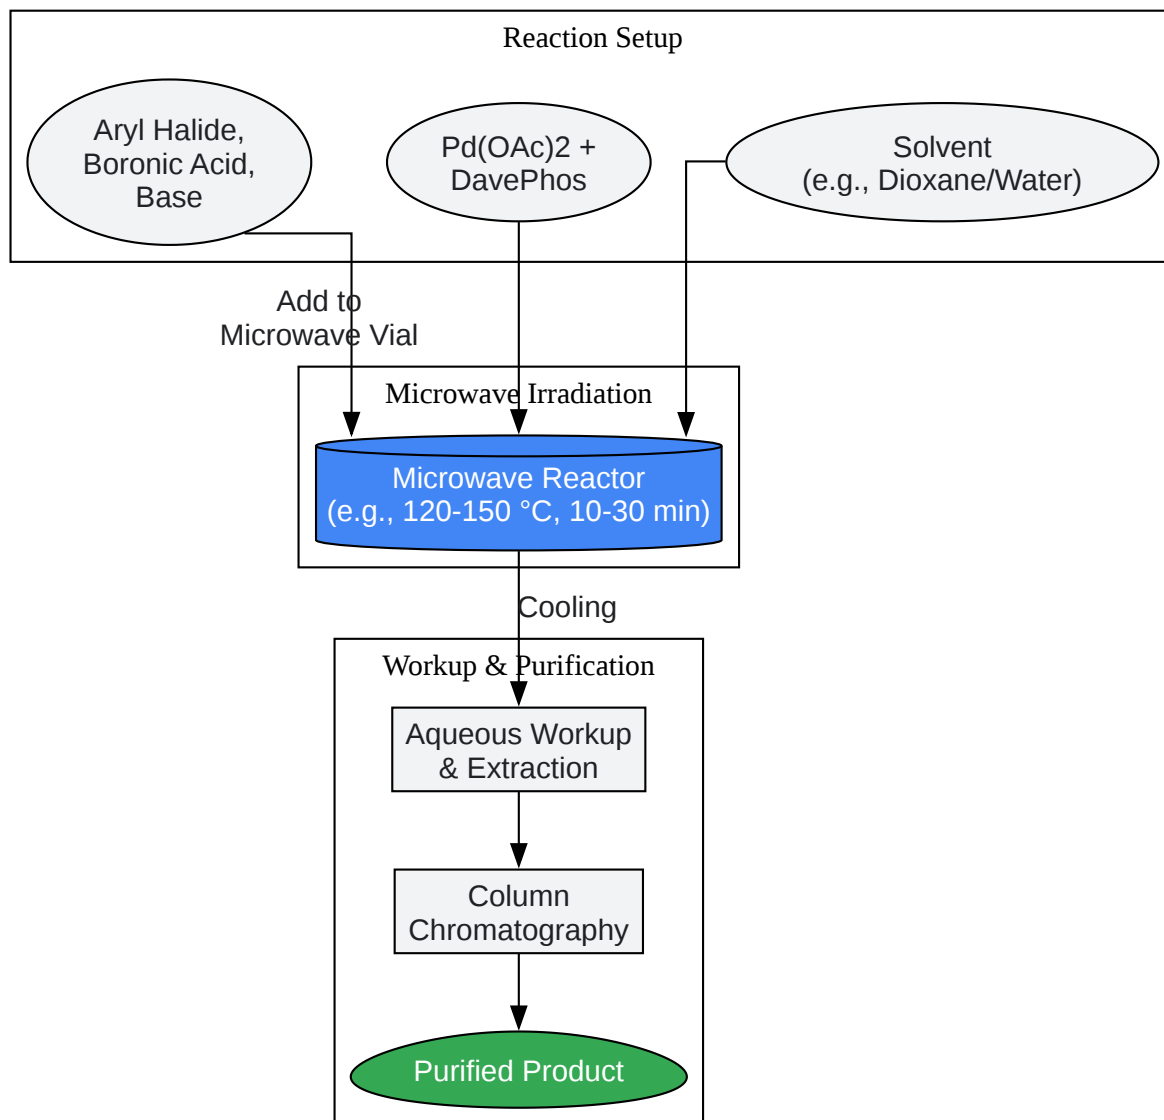 Reaction Setup
Aryl Halide,
Boronic Acid,
Base
Pd(OAc)2 +
DavePhos
Solvent
(e.g., Dioxane/Water)
Add to
Microwave Vial
Microwave Irradiation
Microwave Reactor
(e.g., 120-150 °C, 10-30 min)
Cooling
Workup & Purification
Aqueous Workup
& Extraction
Column
Chromatography
Purified Product